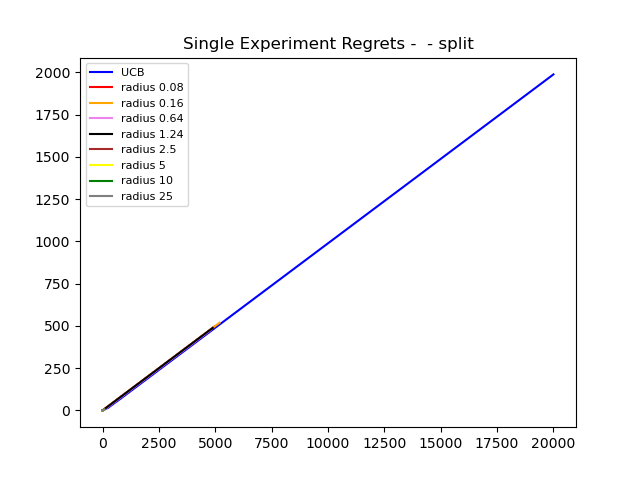 Single Experiment Regrets -  - split
2000
1750
1500
1250
1000
750
500
250
0
UCB
radius 0.08
radius 0.16
radius 0.64
radius 1.24
radius 2.5
radius 5
radius 10
radius 25
0 2500 5000 7500 10000 12500 15000 17500 20000